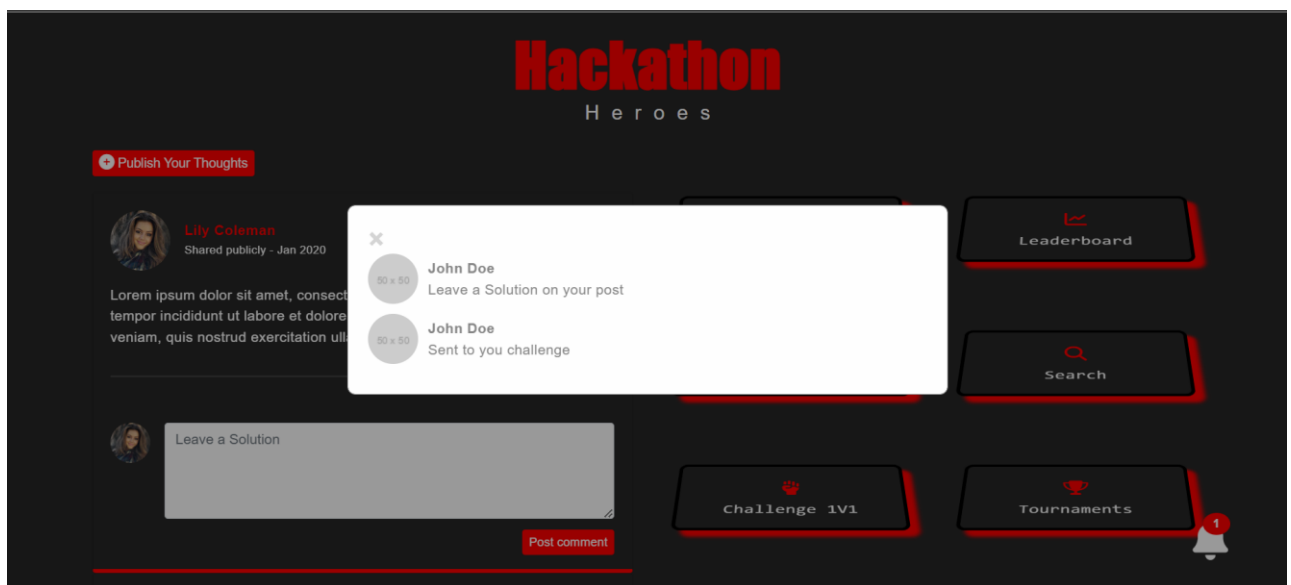 Hackathon
Heroes
Publish Your Thoughts
Lily Coleman
Shared publicly - Jan 2020
Lorem ipsum dolor sit amet, consect
tempor incididunt ut labore et dolore
veniam, quis nostrud exercitation ull
Leave a Solution
Post comment
×
50 x 50
John Doe
Leave a Solution on your post
50 x 50
John Doe
Sent to you challenge
Leaderboard
Search
Challenge 1V1
Tournaments
1